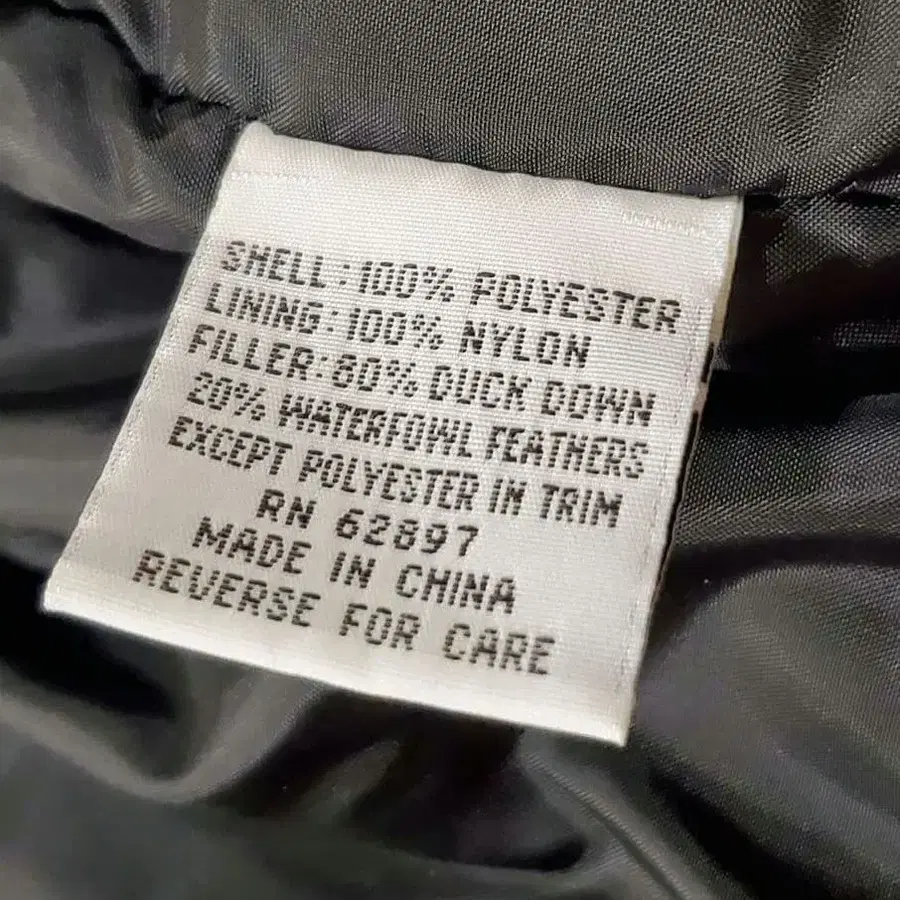 SHELL: 100% POLYESTER
LINING: 100% NYLON
FILLER: 80% DUCK DOWN
20% WATERFOWL FEATHERS
EXCEPT POLYESTER IN TRIM
RN 62897
MADE IN CHINA
REVERSE FOR CARE